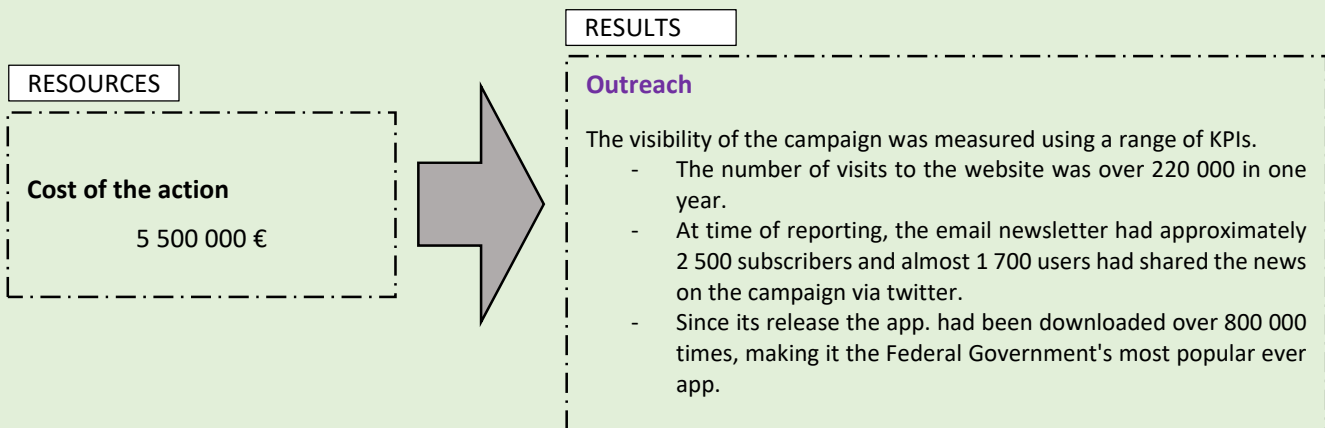 RESOURCES
Cost of the action
5 500 000 €
RESULTS
Outreach
The visibility of the campaign was measured using a range of KPIs.
- The number of visits to the website was over 220 000 in one
year.
- At time of reporting, the email newsletter had approximately
2 500 subscribers and almost 1 700 users had shared the news
on the campaign via twitter.
- Since its release the app. had been downloaded over 800 000
times, making it the Federal Government's most popular ever
app.